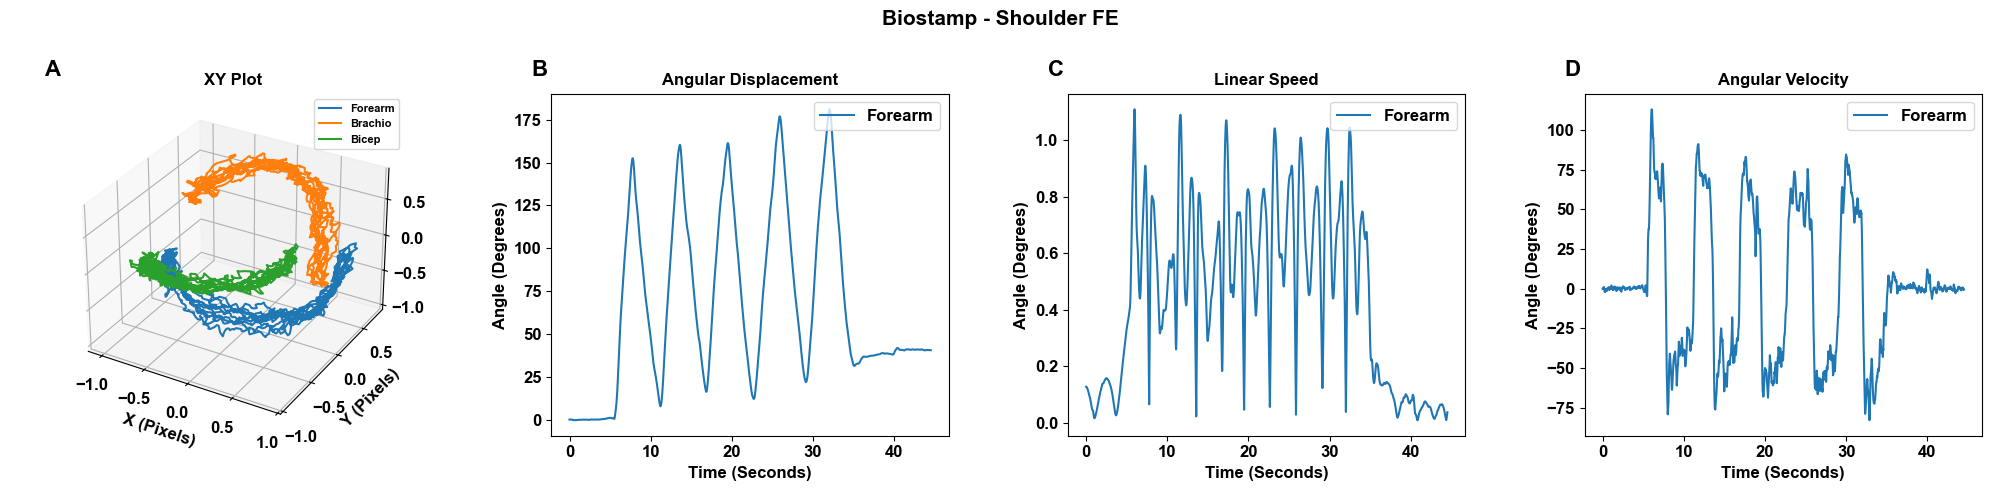 Biostamp - Shoulder FE
A
XY Plot
Forearm
Brachio
Bicep
0.5
0.0
−0.5
−1.0
−1.0
−0.5
0.0
0.5
1.0
X (Pixels)
−1.0
−0.5
0.0
0.5
Y (Pixels)
B
Angular Displacement
Forearm
175
150
125
100
75
50
25
0
Angle (Degrees)
0 10 20 30 40
Time (Seconds)
C
Linear Speed
Forearm
1.0
0.8
0.6
0.4
0.2
0.0
Angle (Degrees)
0 10 20 30 40
Time (Seconds)
D
Angular Velocity
Forearm
100
75
50
25
0
−25
−50
−75
Angle (Degrees)
0 10 20 30 40
Time (Seconds)